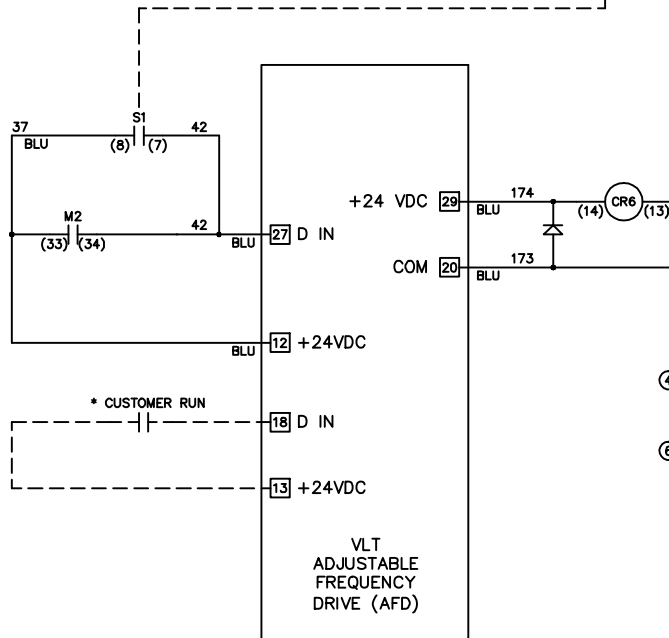 S1
37
42
BLU
(8)
(7)
M2
42
(33)
(34)
BLU
27
D IN
BLU
12
+24VDC
* CUSTOMER RUN
18
D IN
13
+24VDC
+24 VDC
29
BLU
174
(14)
CR6
(13)
COM
20
BLU
173
VLT
ADJUSTABLE
FREQUENCY
DRIVE (AFD)